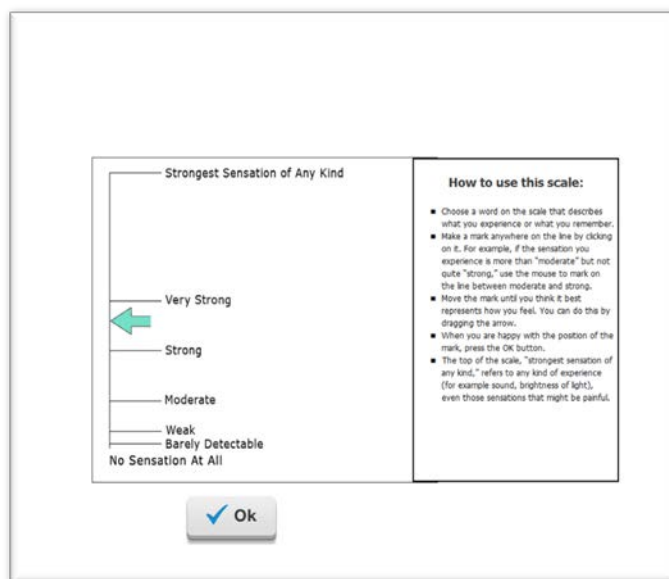 Strongest Sensation of Any Kind
Very Strong
Strong
Moderate
Weak
Barely Detectable
No Sensation At All
How to use this scale:
Choose a word on the scale that describes
what you experience or what you remember.
Make a mark anywhere on the line by clicking
on it. For example, if the sensation you
experience is more than "moderate" but not
quite "strong," use the mouse to mark on
the line between moderate and strong.
Move the mark until you think it best
represents how you feel. You can do this by
dragging the arrow.
When you are happy with the position of the
mark, press the OK button.
The top of the scale, "strongest sensation of
any kind," refers to any kind of experience
(for example sound, brightness of light),
even those sensations that might be painful.
Ok